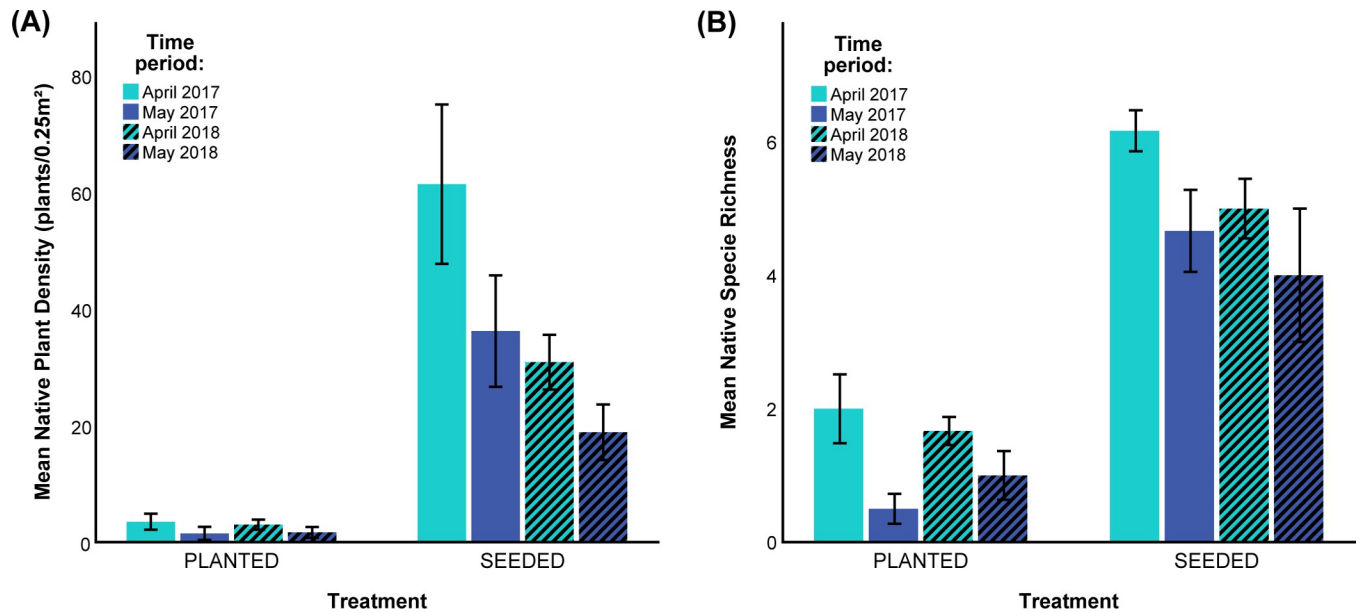 (A)
Time
period:
April 2017
May 2017
April 2018
May 2018
Mean Native Plant Density (plants/0.25m²)
80
60
40
20
0
PLANTED
SEEDED
Treatment
(B)
Time
period:
April 2017
May 2017
April 2018
May 2018
Mean Native Specie Richness
6
4
2
0
PLANTED
SEEDED
Treatment